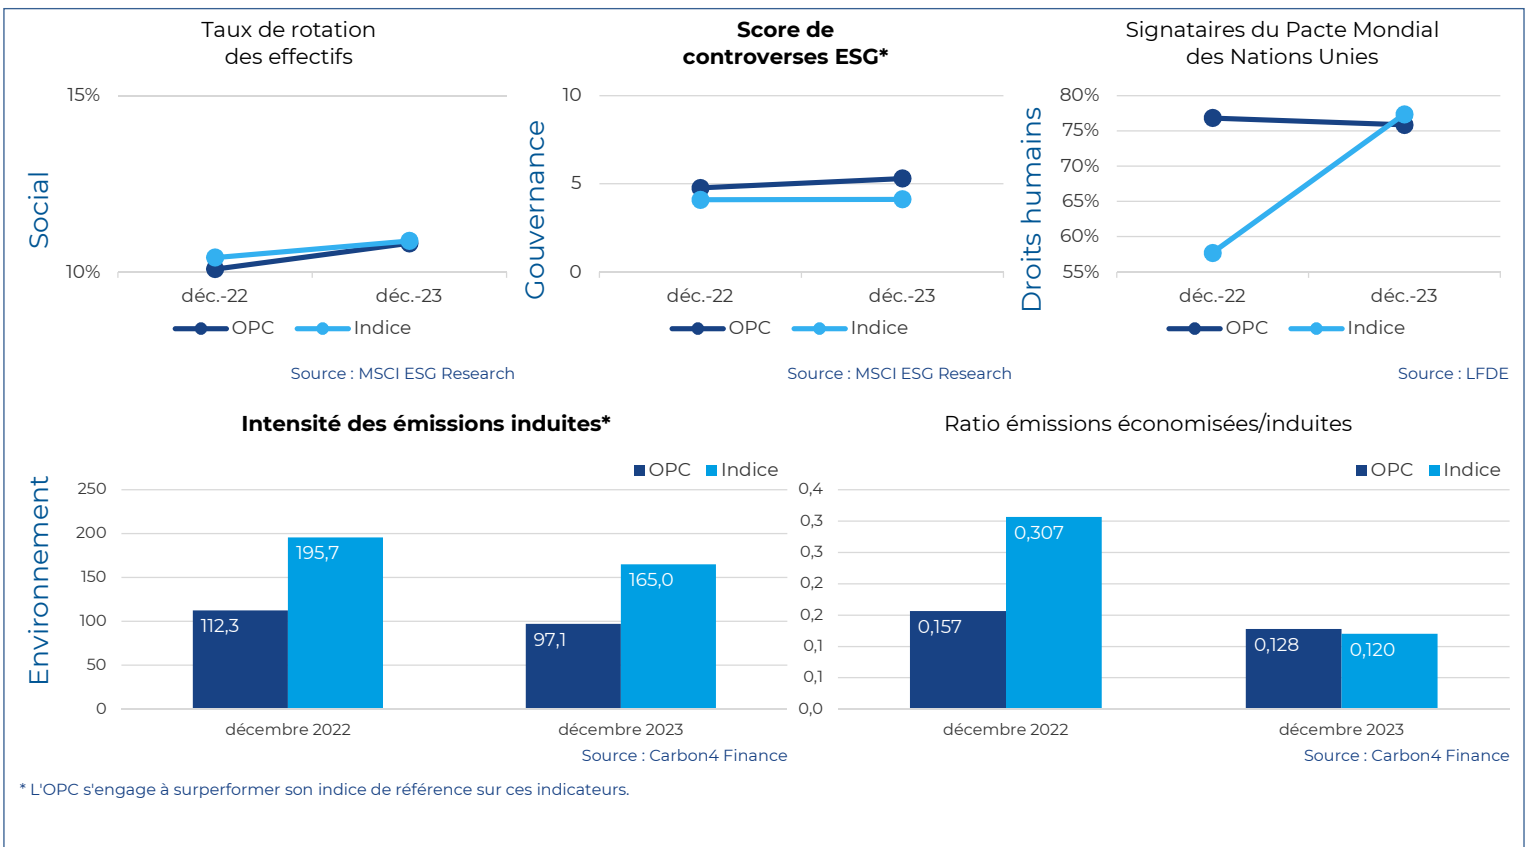 Taux de rotation
des effectifs
15%
10%
Social
déc.-22
déc.-23
OPC
Indice
Source : MSCI ESG Research
Score de
controverses ESG*
10
5
0
Gouvernance
déc.-22
déc.-23
OPC
Indice
Source : MSCI ESG Research
Signataires du Pacte Mondial
des Nations Unies
80%
75%
70%
65%
60%
55%
Droits humains
déc.-22
déc.-23
OPC
Indice
Source : LFDE
Environnement
Intensité des émissions induites*
OPC
Indice
250
200
150
100
50
0
112,3
195,7
97,1
165,0
décembre 2022
décembre 2023
Source : Carbon4 Finance
Ratio émissions économisées/induites
OPC
Indice
0,4
0,3
0,3
0,2
0,2
0,1
0,1
0,0
0,157
0,307
0,128
0,120
décembre 2022
décembre 2023
Source : Carbon4 Finance
* L'OPC s'engage à surperformer son indice de référence sur ces indicateurs.